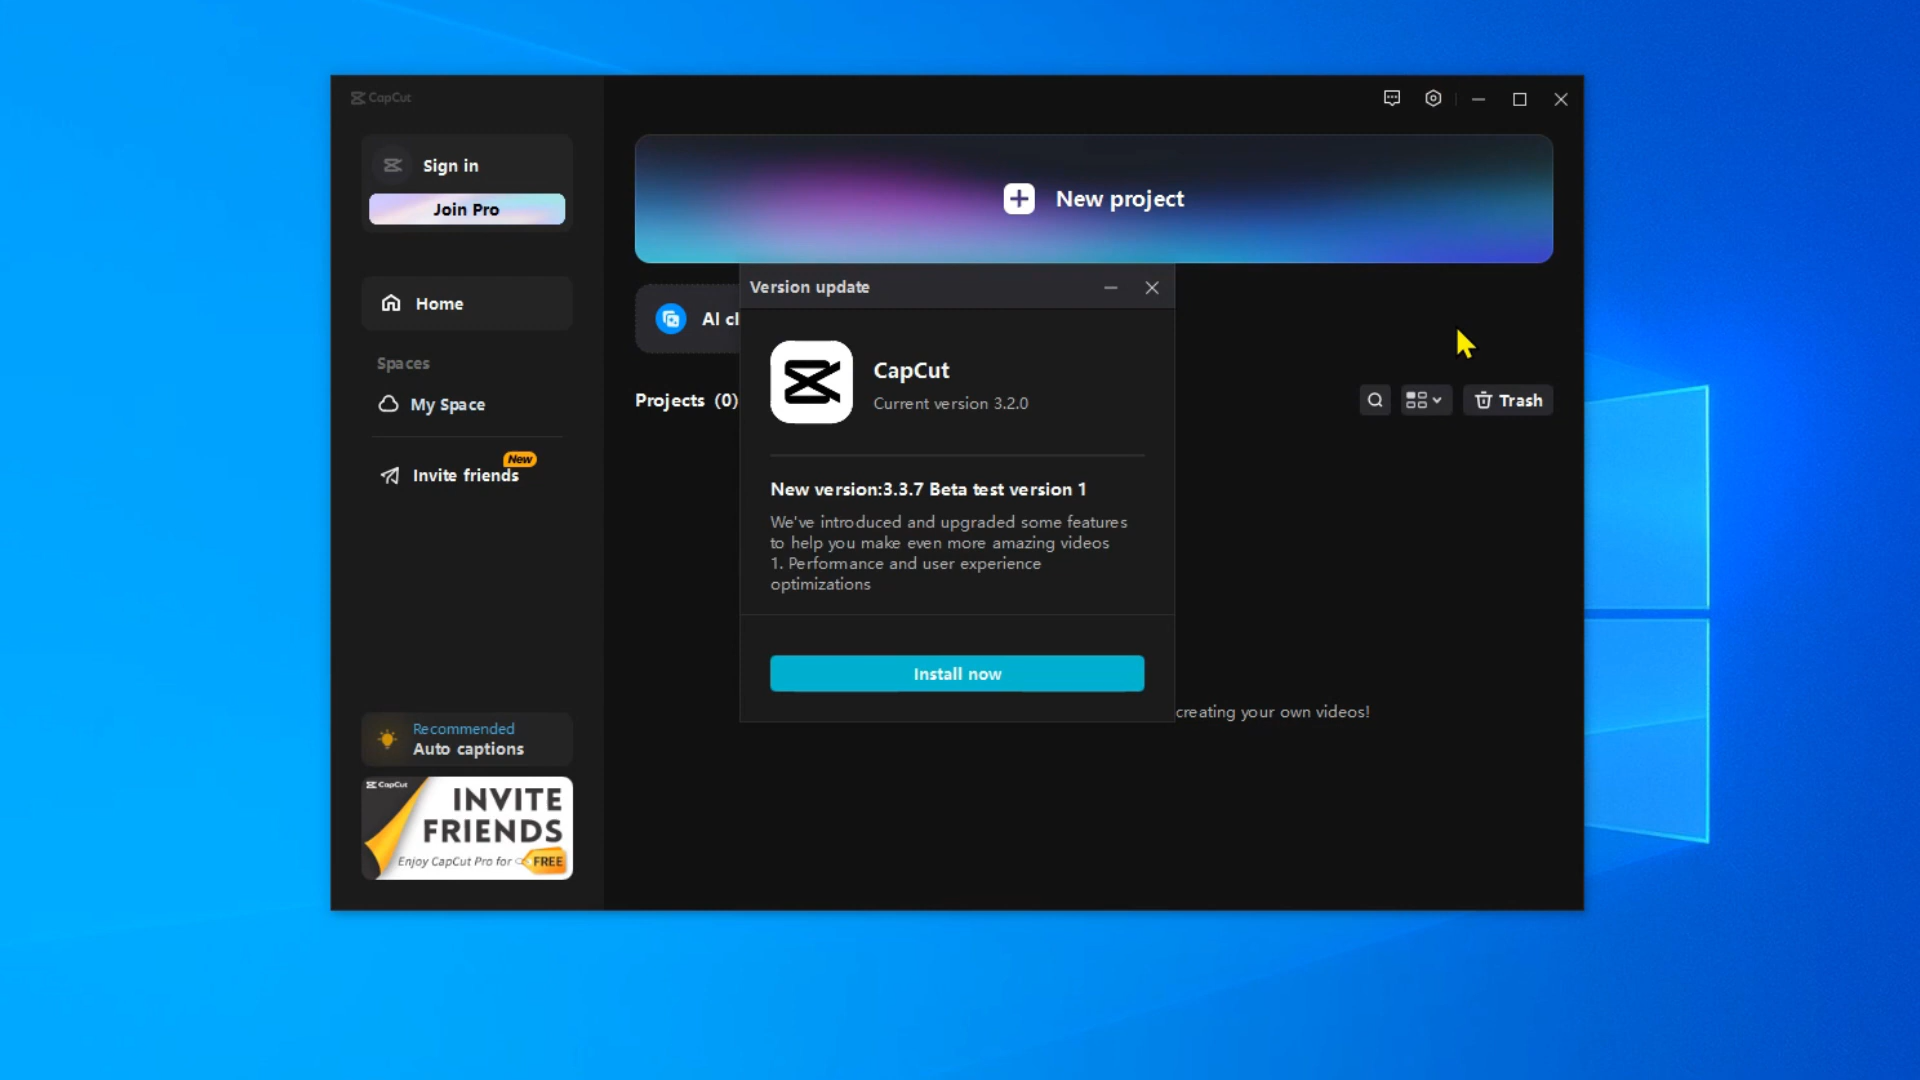 CapCut
Sign in
Join Pro
Home
Spaces
My Space
Invite friends
New
Recommended
Auto captions
CapCut
INVITE
FRIENDS
Enjoy CapCut Pro for
FREE
New project
AI cl
Projects (0)
Trash
Version update
CapCut
Current version 3.2.0
New version:3.3.7 Beta test version 1
We've introduced and upgraded some features
to help you make even more amazing videos
1. Performance and user experience
optimizations
Install now
creating your own videos!